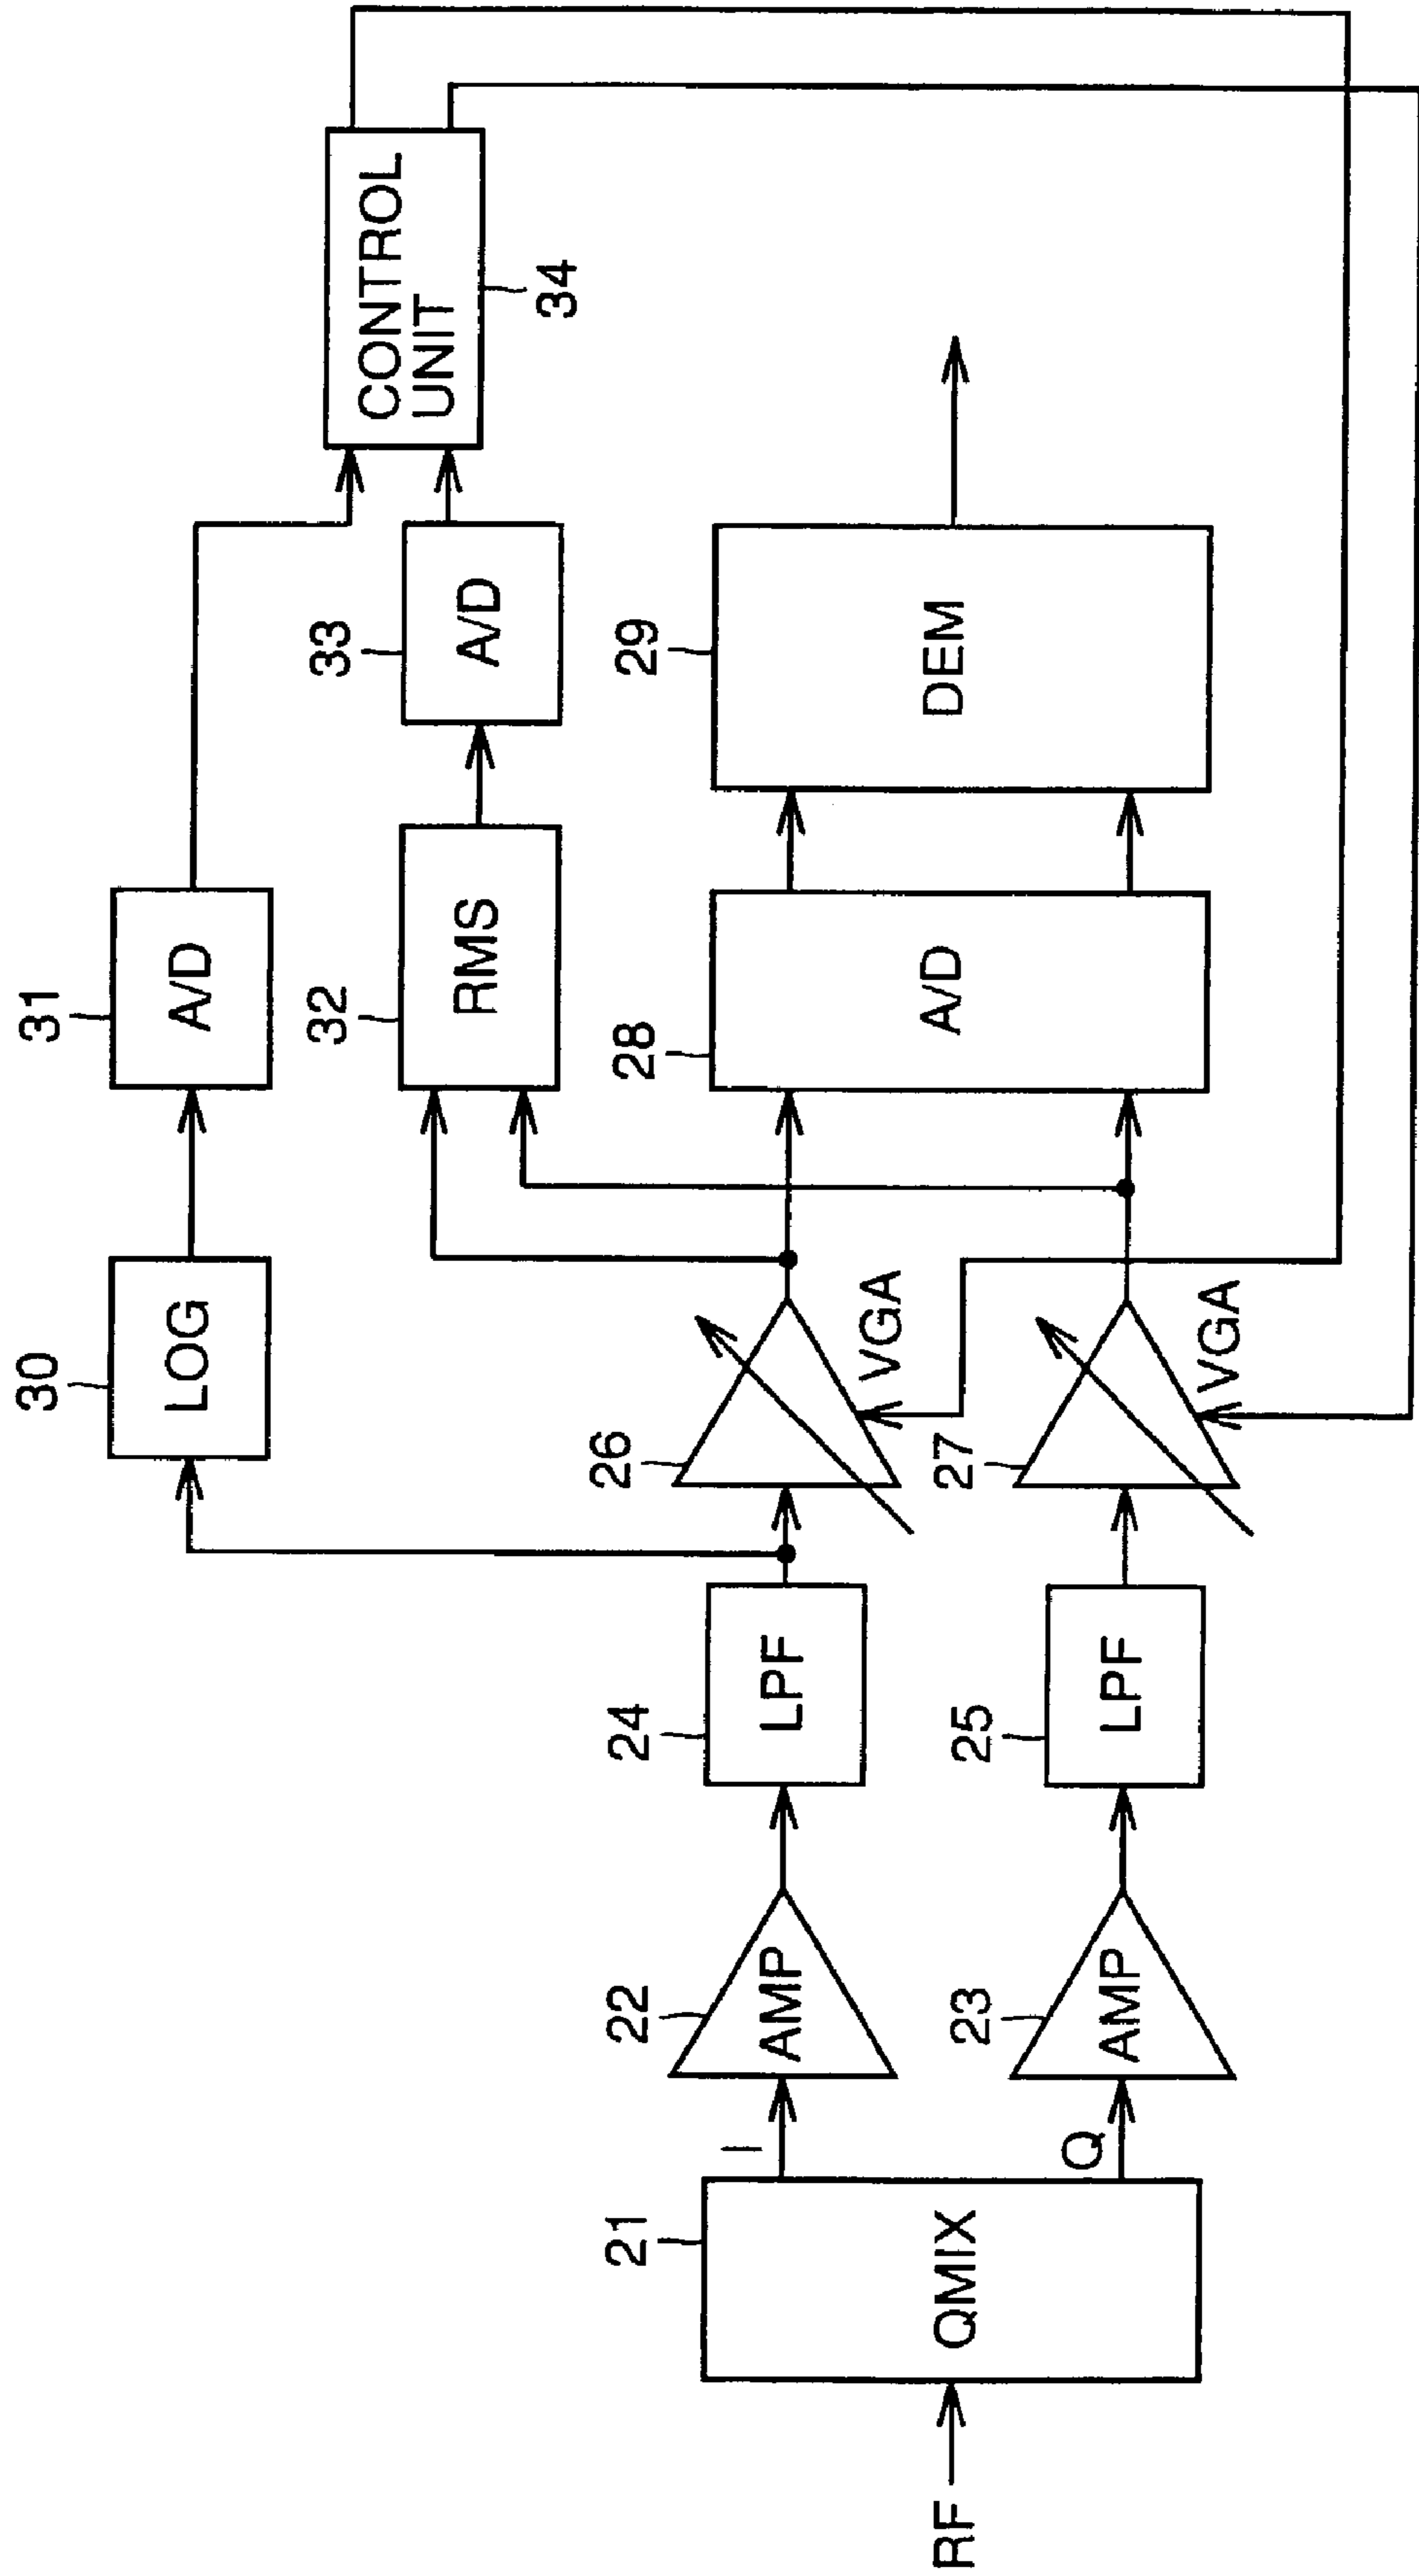 30
LOG
31
A/D
CONTROL
UNIT
34
32
RMS
33
A/D
RF
21
QMIX
I
Q
22
AMP
24
LPF
26
VGA
28
A/D
29
DEM
23
AMP
25
LPF
27
VGA